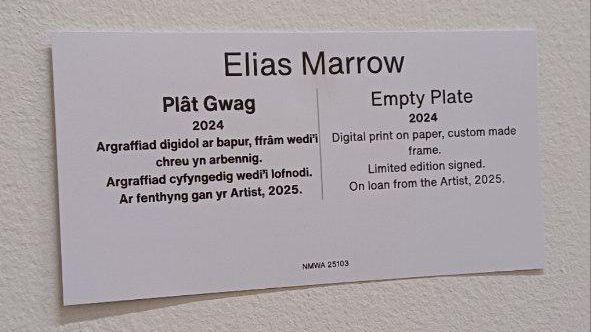 Elias Marrow
Plât Gwag
2024
Argraffiad digidol ar bapur, ffrâm wedi'i
chreu yn arbennig.
Argraffiad cyfyngedig wedi'i lofnodi.
Ar fenthyng gan yr Artist, 2025.
Empty Plate
2024
Digital print on paper, custom made
frame.
Limited edition signed.
On loan from the Artist, 2025.
NMWA 25103